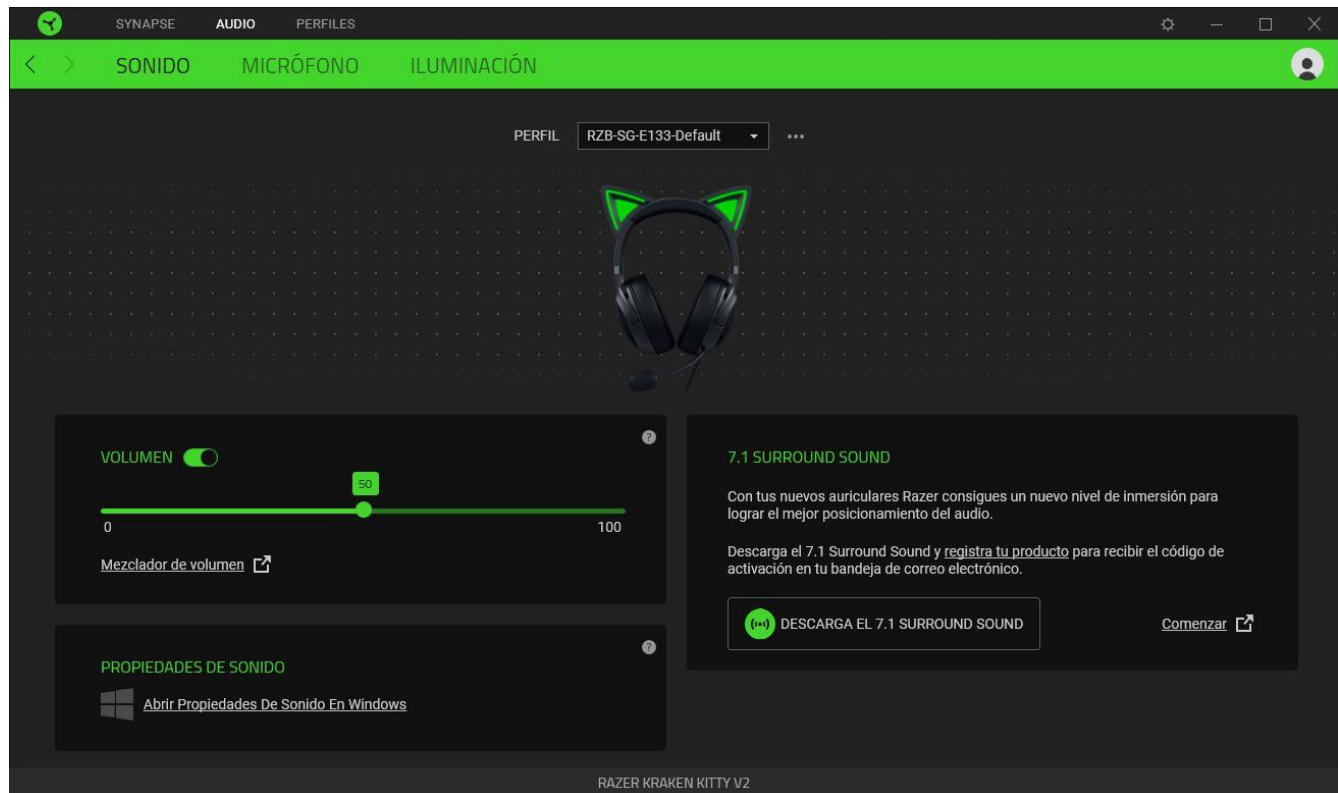 SYNAPSE AUDIO PERFILES
SONIDO MICRÓFONO ILUMINACIÓN
PERFIL RZB-SG-E133-Default
VOLUMEN
50
0 100
Mezclador de volumen
PROPIEDADES DE SONIDO
Abrir Propiedades De Sonido En Windows
7.1 SURROUND SOUND
Con tus nuevos auriculares Razer consigues un nuevo nivel de inmersión para
lograr el mejor posicionamiento del audio.
Descarga el 7.1 Surround Sound y registra tu producto para recibir el código de
activación en tu bandeja de correo electrónico.
DESCARGA EL 7.1 SURROUND SOUND
Comenzar
RAZER KRAKEN KITTY V2